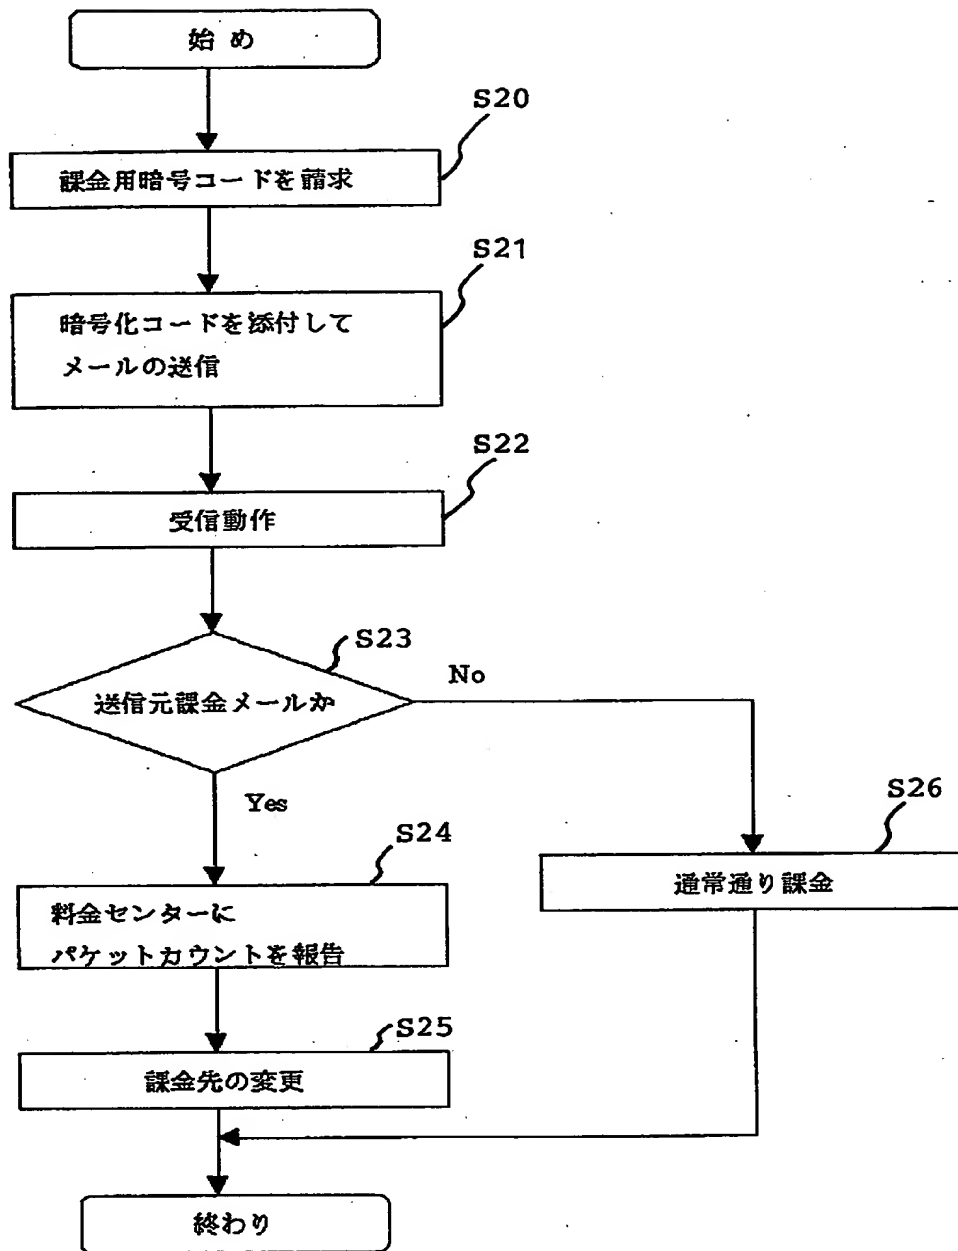 始め
S20
課金用暗号コードを請求
S21
暗号化コードを添付して
メールの送信
S22
受信動作
S23
送信元課金メールか
No
Yes
S24
料金センターに
パケットカウントを報告
S26
通常通り課金
S25
課金先の変更
終わり